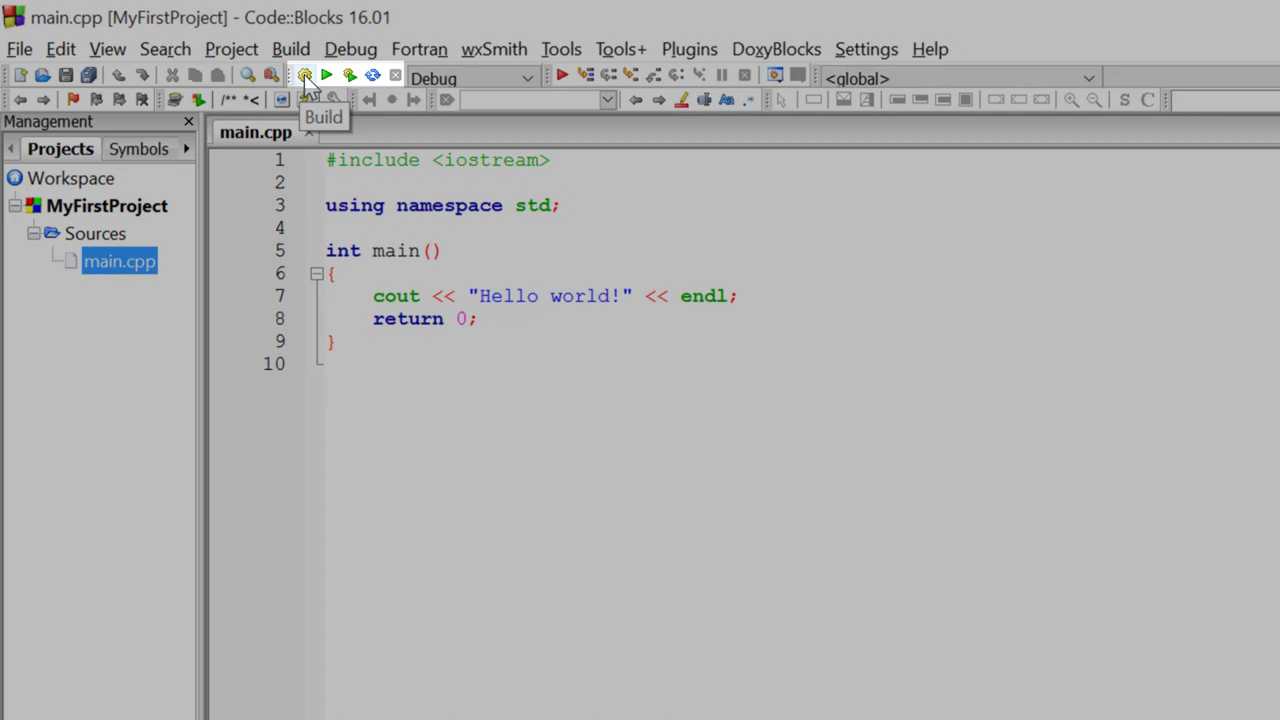 main.cpp [MyFirstProject] - Code::Blocks 16.01
File Edit View Search Project Build Debug Fortran wxSmith Tools Tools+ Plugins DoxyBlocks Settings Help
Debug <global>
/** *< Aa .* S C
Build
Management
main.cpp
Projects Symbols
Workspace
MyFirstProject
Sources
main.cpp
1 #include <iostream>
2
3 using namespace std;
4
5 int main()
6 {
7 cout << "Hello world!" << endl;
8 return 0;
9 }
10